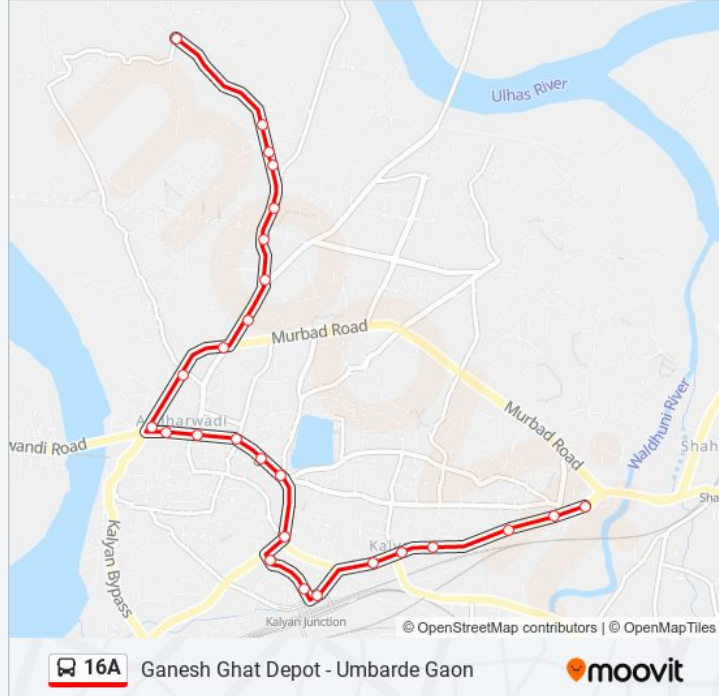 Ulhas River
Murbad Road
Murbad Road
Waldhuni River
wandi Road
Kalyan Bypass
Kalyan Junction
© OpenStreetMap contributors | © OpenMapTiles
16A Ganesh Ghat Depot - Umbarde Gaon
moovit